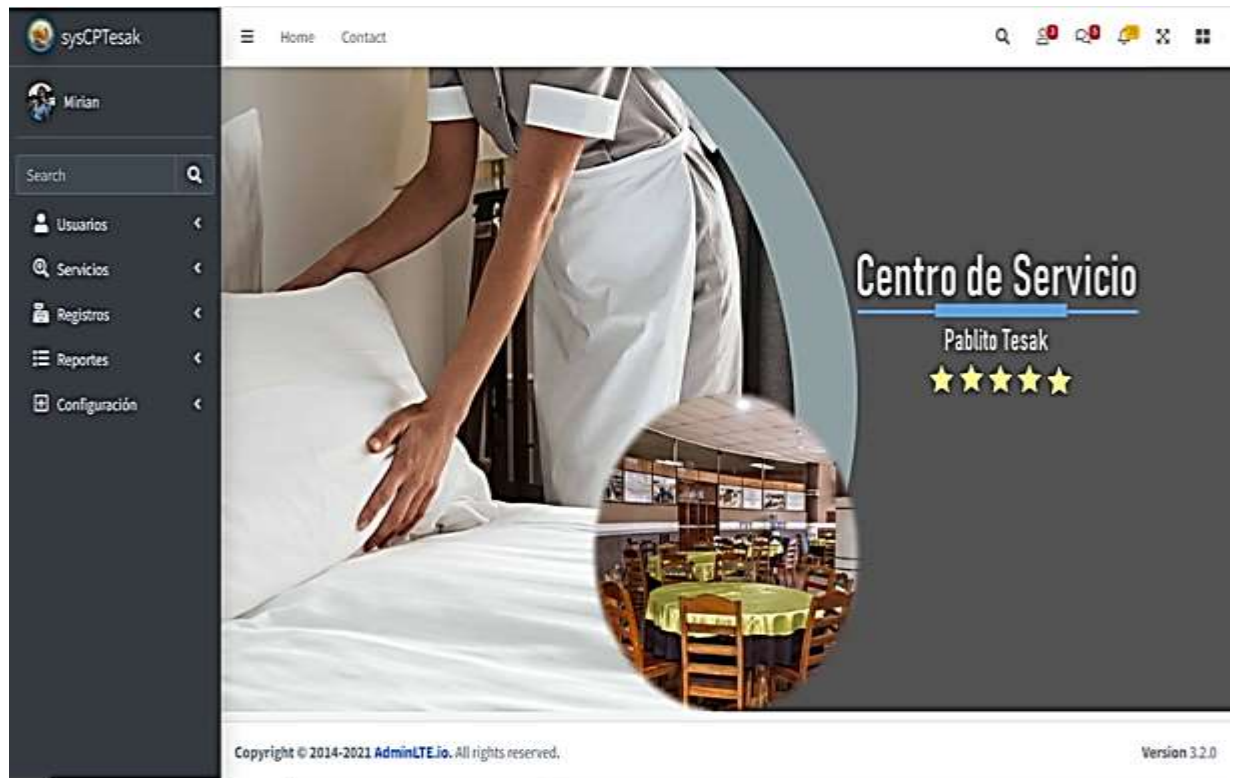 sysCPTesak
Home Contact
Mirian
Search
Usuarios
Servicios
Registros
Reportes
Configuración
Centro de Servicio
Pablito Tesak
Copyright © 2014-2021 AdminLTE.io. All rights reserved.
Version 3.2.0